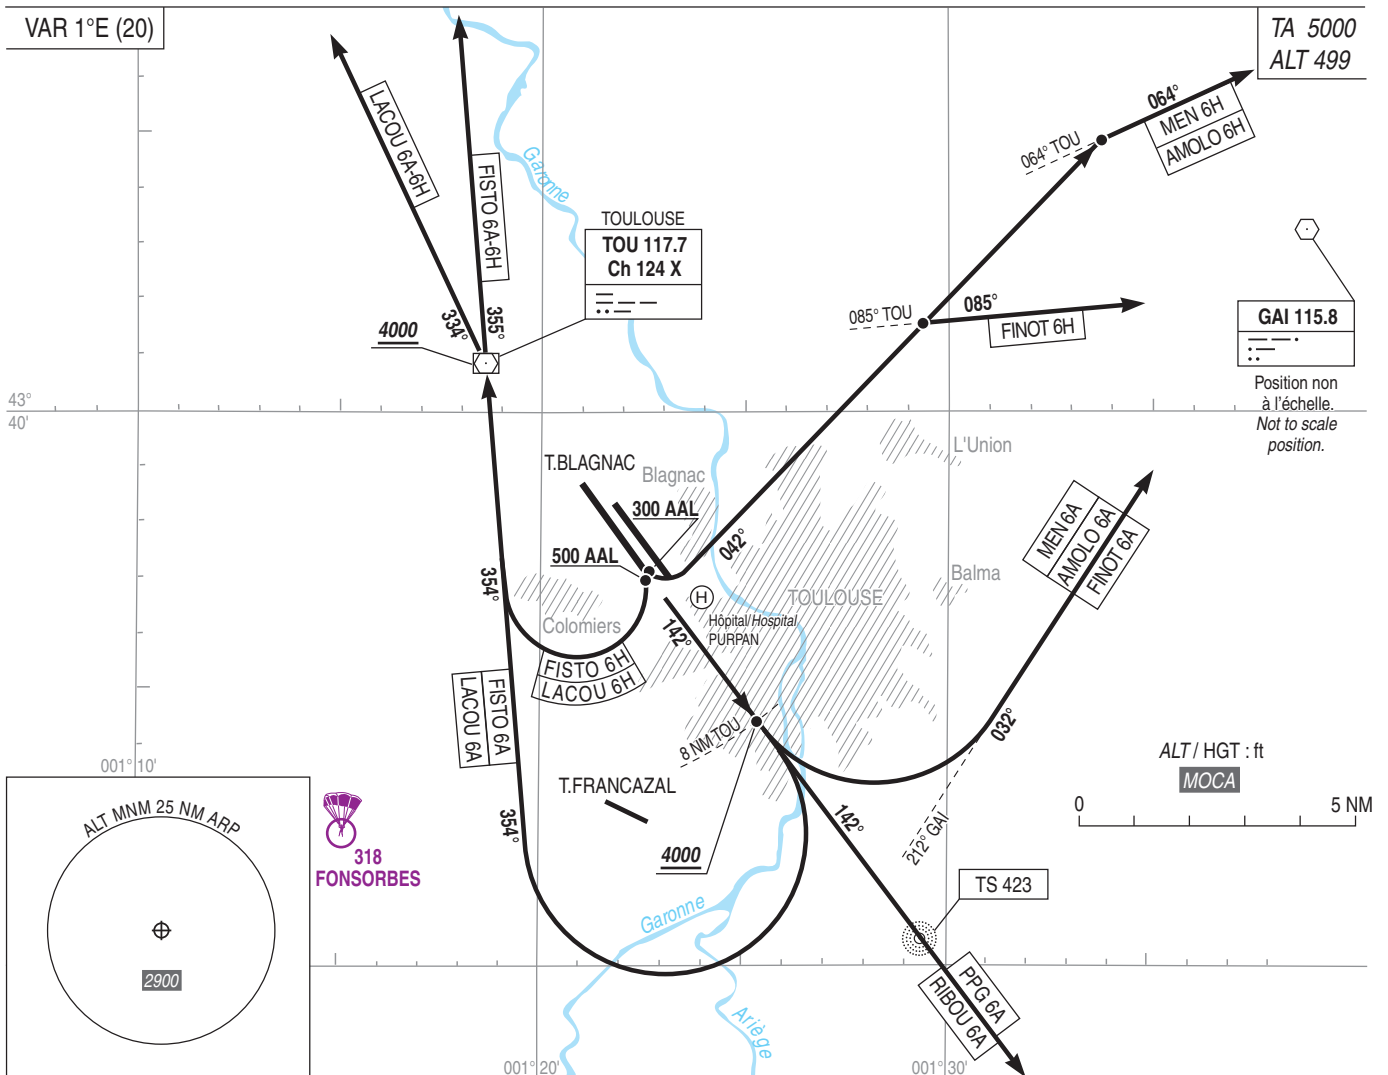 VAR 1°E (20)
TA 5000
ALT 499
LACOU 6A-6H
FISTO 6A-6H
Garonne
064°
MEN 6H
AMOLO 6H
064° TOU
TOULOUSE
TOU 117.7
Ch 124 X
085° TOU
085°
FINOT 6H
GAI 115.8
Position non
à l'échelle.
Not to scale
position.
4000
334°
355°
43°
40'
T.BLAGNAC
Blagnac
300 AAL
500 AAL
042°
L'Union
Balma
TOULOUSE
H
Hôpital/Hospital
PURPAN
MEN 6A
AMOLO 6A
FINOT 6A
354°
Colomiers
142°
FISTO 6H
LACOU 6H
FISTO 6A
LACOU 6A
8 NM TOU
032°
001° 10'
T.FRANCAZAL
354°
142°
212° GAI
ALT / HGT : ft
MOCA
0
5 NM
ALT MNM 25 NM ARP
2900
318
FONSORBES
4000
TS 423
Garonne
Ariège
PPG 6A
RIBOU 6A
001°20'
001°30'